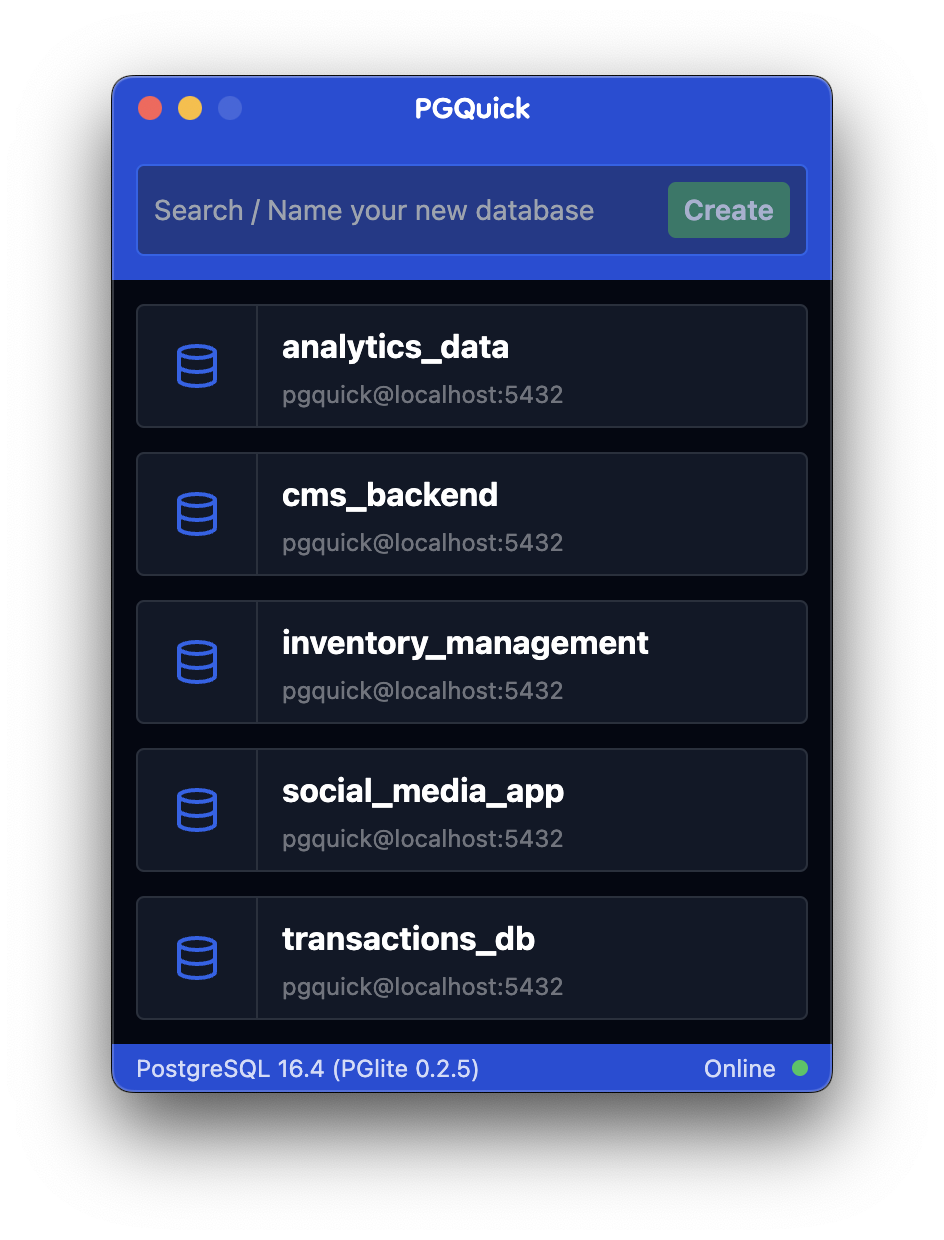 PGQuick
Search / Name your new database
Create
analytics_data
pgquick@localhost:5432
cms_backend
pgquick@localhost:5432
inventory_management
pgquick@localhost:5432
social_media_app
pgquick@localhost:5432
transactions_db
pgquick@localhost:5432
PostgreSQL 16.4 (PGlite 0.2.5)
Online